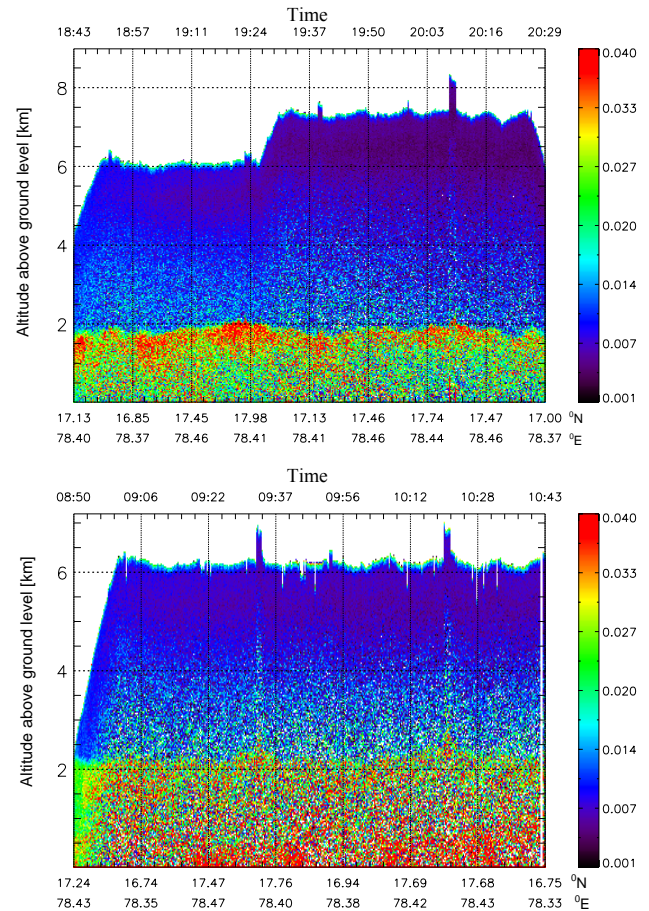 Time
18:43 18:57 19:11 19:24 19:37 19:50 20:03 20:16 20:29
0.040
8
0.033
6
0.027
Altitude above ground level [km]
0.020
4
0.014
2
0.007
0.001
17.13 16.85 17.45 17.98 17.13 17.46 17.74 17.47 17.00 ⁰N
78.40 78.37 78.46 78.41 78.41 78.46 78.44 78.46 78.37 ⁰E
Time
08:50 09:06 09:22 09:37 09:56 10:12 10:28 10:43
0.040
6
0.033
0.027
Altitude above ground level [km]
4
0.020
0.014
2
0.007
0.001
17.24 16.74 17.47 17.76 16.94 17.69 17.68 16.75 ⁰N
78.43 78.35 78.47 78.40 78.38 78.42 78.43 78.33 ⁰E